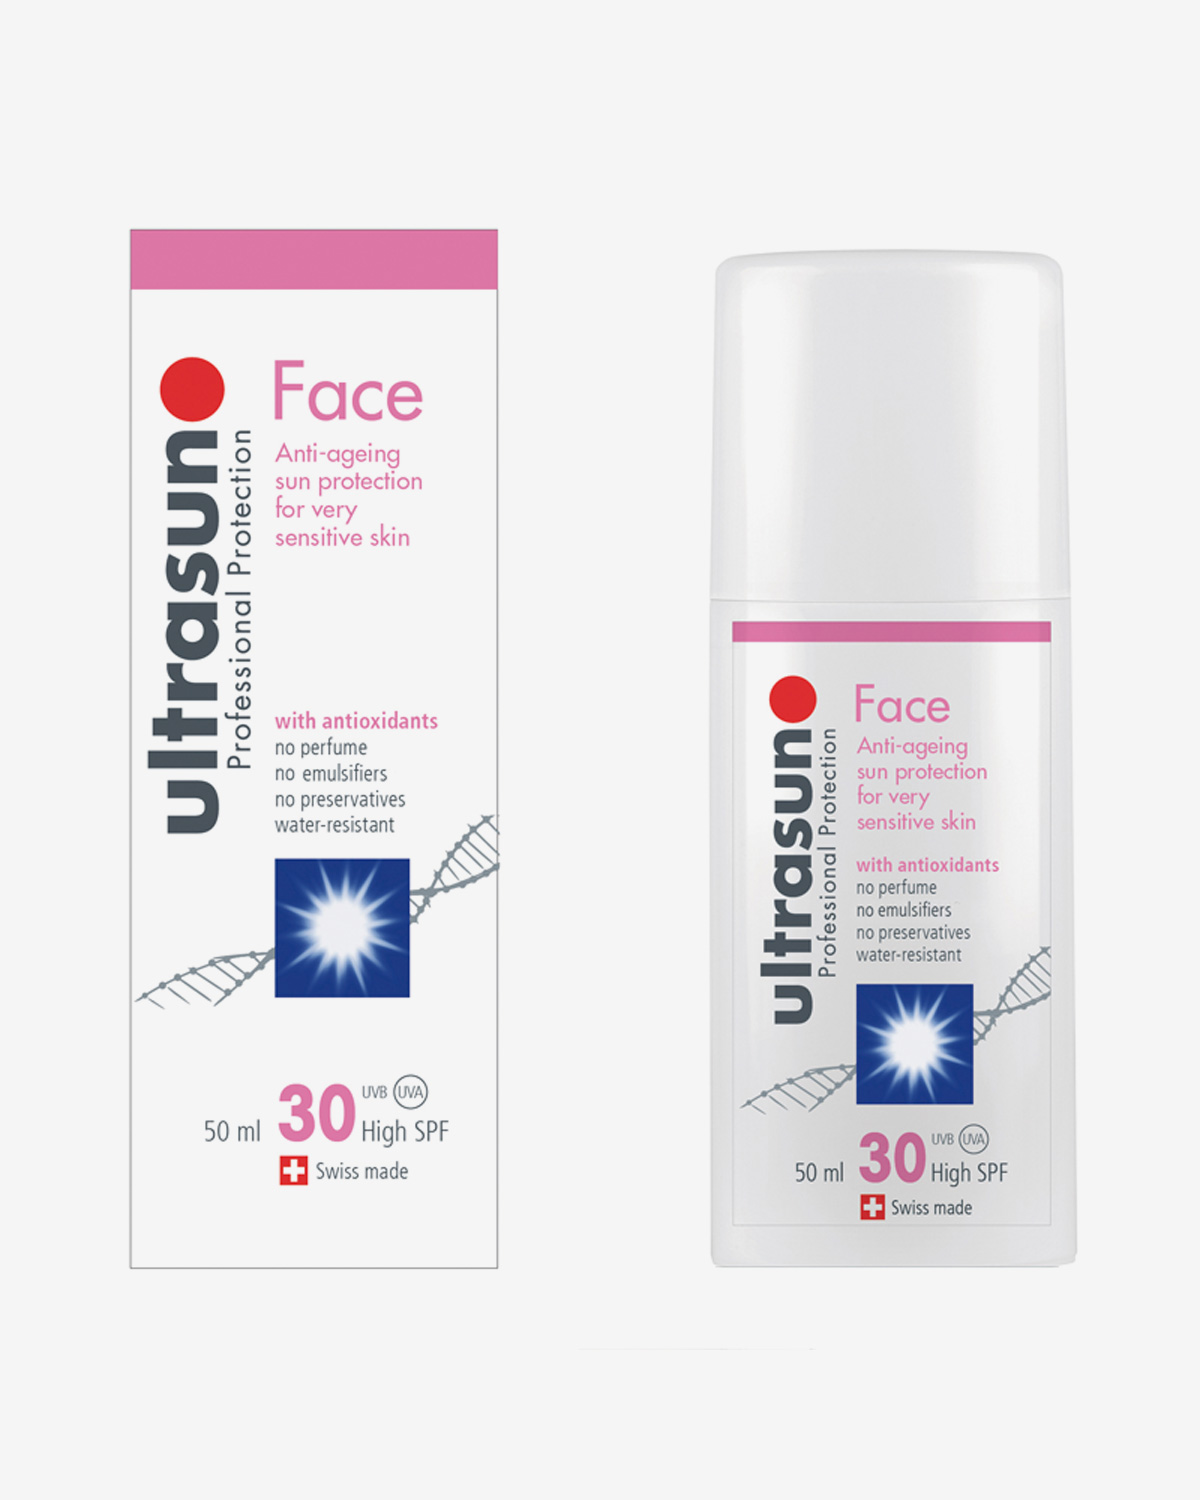 ultrasun
Professional Protection
Face
Anti-ageing
sun protection
for very
sensitive skin
with antioxidants
no perfume
no emulsifiers
no preservatives
water-resistant
50 ml
30
UVB UVA
High SPF
Swiss made
ultrasun
Professional Protection
Face
Anti-ageing
sun protection
for very
sensitive skin
with antioxidants
no perfume
no emulsifiers
no preservatives
water-resistant
50 ml
30
UVB UVA
High SPF
Swiss made